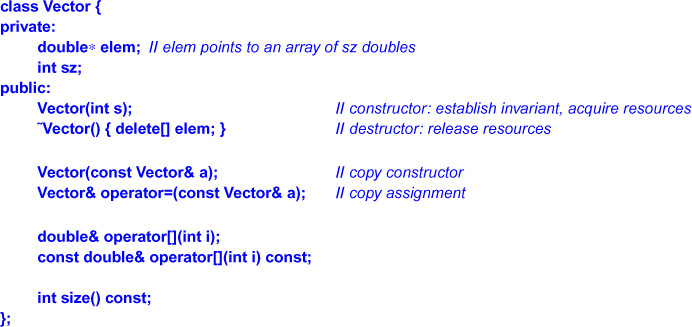 class Vector {
private:
double∗ elem; // elem points to an array of sz doubles
int sz;
public:
Vector(int s); // constructor: establish invariant, acquire resources
~Vector() { delete[] elem; } // destructor: release resources
Vector(const Vector& a); // copy constructor
Vector& operator=(const Vector& a); // copy assignment
double& operator[](int i);
const double& operator[](int i) const;
int size() const;
};